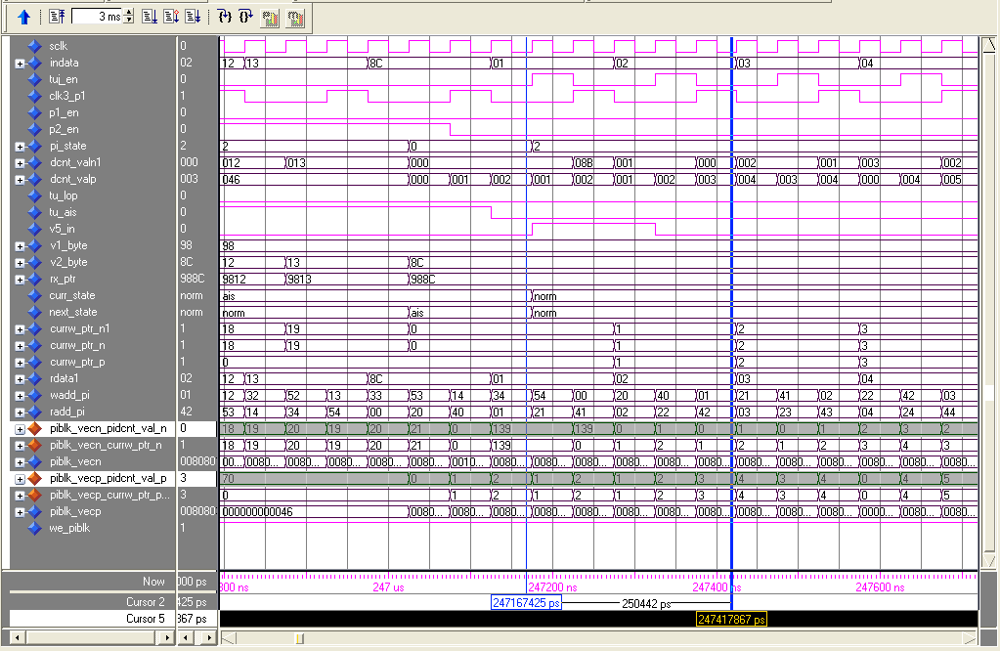 3 ms
sclk 0
indata 02 12 13 8C 01 02 03 04
tuj_en 0
clk3_p1 1
p1_en 0
p2_en 0
pi_state 2 2 0 2
dcnt_valn1 000 012 013 000 08B 001 000 002 001 003 002
dcnt_valp 003 046 000 001 002 001 002 001 002 003 004 003 004 000 004 005
tu_lop 0
tu_ais 0
v5_in 0
v1_byte 98 98
v2_byte 8C 12 13 8C
rx_ptr 988C 9812 9813 988C
curr_state norm ais norm
next_state norm norm ais norm
currw_ptr_n1 1 18 19 0 1 2 3
currw_ptr_n 1 18 19 0 1 2 3
currw_ptr_p 1 0 1 2 3
rdata1 02 12 13 8C 01 02 03 04
wadd_pi 01 12 32 52 13 33 53 14 34 54 00 20 40 01 21 41 02 22 42 03
radd_pi 42 53 14 34 54 00 20 40 01 21 41 02 22 42 03 23 43 04 24 44
piblk_vecn_pidcnt_val_n 0 18 19 20 19 20 21 0 139 139 0 1 0 1 0 1 2 3 2
piblk_vecn_currw_ptr_n 1 18 19 20 19 20 21 0 139 0 1 2 1 2 1 2 3 4 3
piblk_vecn 008080 00... 0080... 0080... 0080... 0080... 0080... 0010... 0080... 0080... 0080... 0080... 0080... 0080... 0080... 0080... 0080... 0080... 0080... 0080...
piblk_vecp_pidcnt_val_p 3 70 0 1 2 1 2 1 2 3 4 3 4 0 4 5
piblk_vecp_currw_ptr_p... 3 0 1 2 1 2 1 2 3 4 3 4 0 4 5
piblk_vecp 008080 000000000046 0080... 0080... 0080... 0080... 0080... 0080... 0080... 0080... 0080... 0080... 0080... 0000... 0080... 0080...
we_piblk 1
Now 000 ps 300 ns 247 us 247200 ns 247400 ns 247600 ns
Cursor 2 425 ps 247167425 ps 250442 ps
Cursor 5 367 ps 247417867 ps